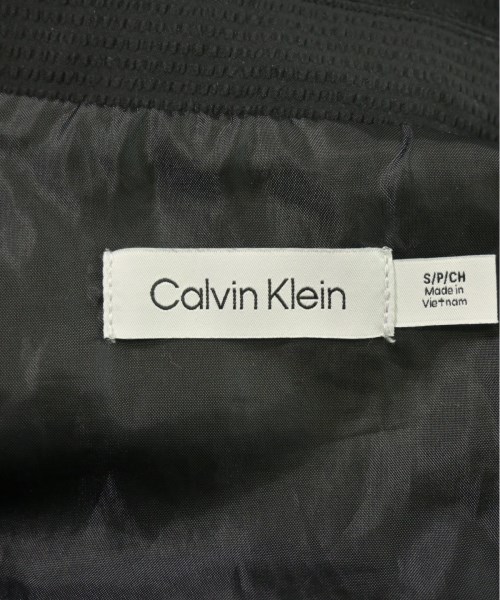 Calvin Klein
S/P/CH
Made in
Vietnam